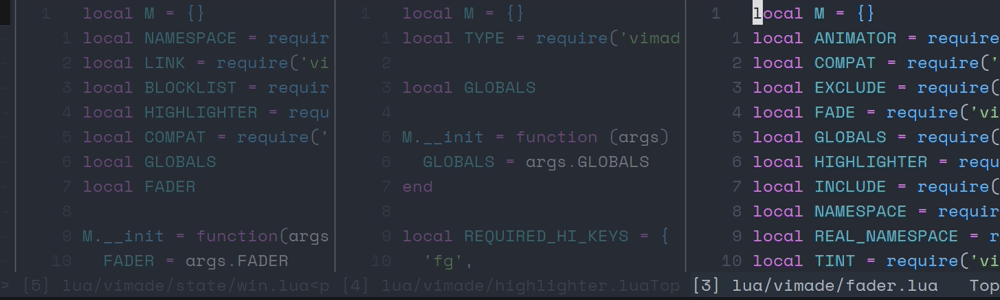 1 local M = {}
1 local NAMESPACE = requir
2 local LINK = require('vi
3 local BLOCKLIST = requir
4 local HIGHLIGHTER = requ
5 local COMPAT = require('
6 local GLOBALS
7 local FADER
8
9 M.__init = function(args
10 FADER = args.FADER
> [5] lua/vimade/state/win.lua<p
1 local M = {}
1 local TYPE = require('vimad
2
3 local GLOBALS
4
5 M.__init = function (args)
6 GLOBALS = args.GLOBALS
7 end
8
9 local REQUIRED_HI_KEYS = {
10 'fg',
[4] lua/vimade/highlighter.luaTop
1 local M = {}
1 local ANIMATOR = require
2 local COMPAT = require('
3 local EXCLUDE = require(
4 local FADE = require('vi
5 local GLOBALS = require(
6 local HIGHLIGHTER = requ
7 local INCLUDE = require(
8 local NAMESPACE = requir
9 local REAL_NAMESPACE = r
10 local TINT = require('vi
[3] lua/vimade/fader.lua Top